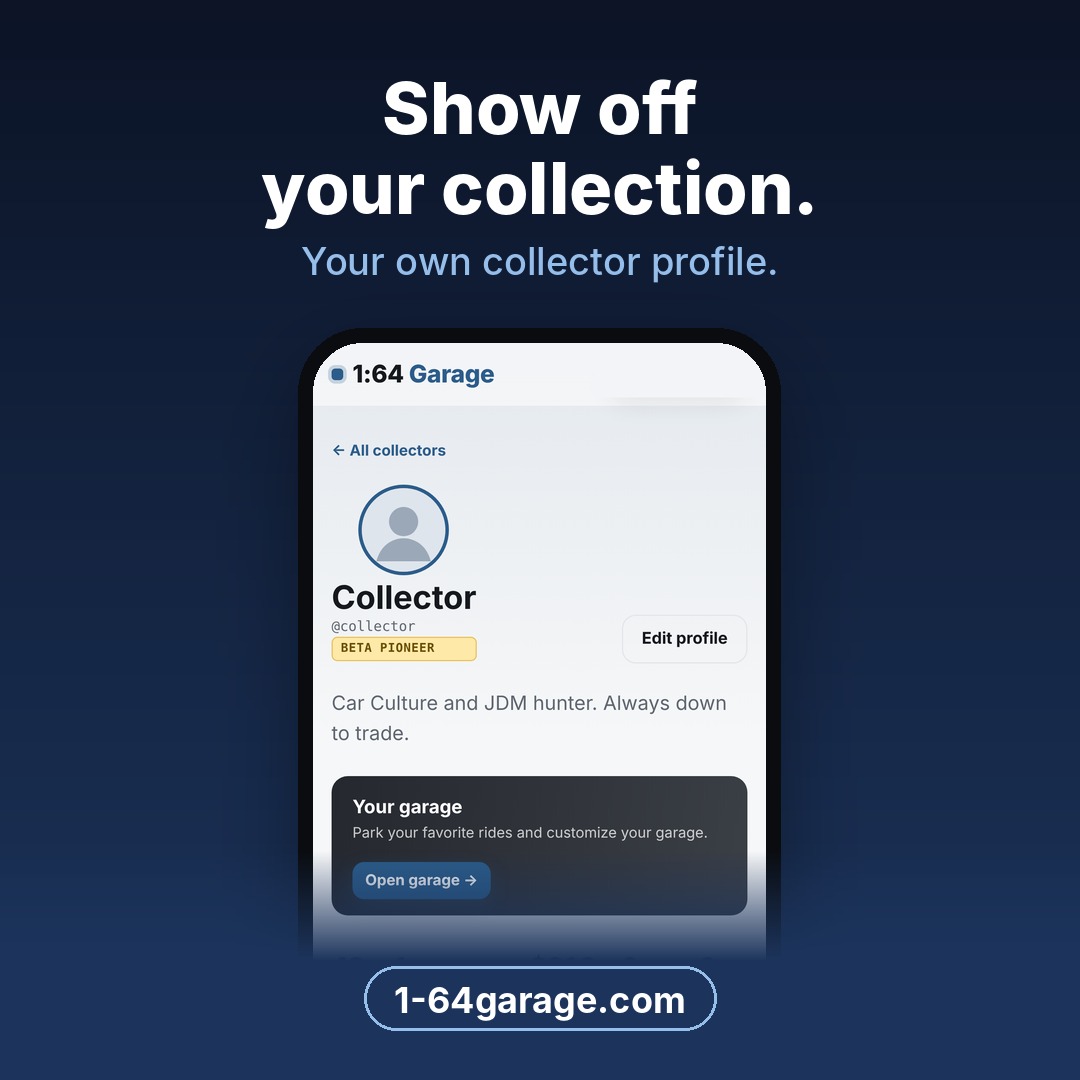 Show off
your collection.
Your own collector profile.
1:64 Garage
← All collectors
Collector
@collector
BETA PIONEER
Edit profile
Car Culture and JDM hunter. Always down
to trade.
Your garage
Park your favorite rides and customize your garage.
Open garage →
1-64garage.com